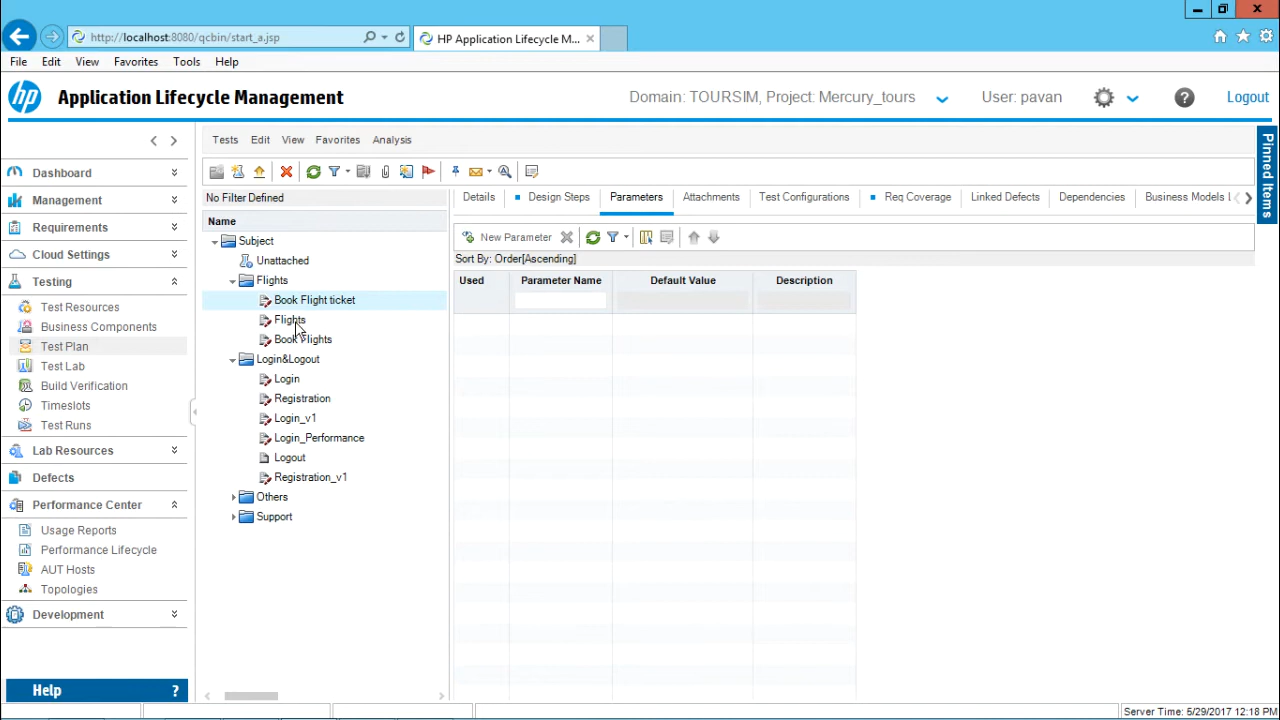 http://localhost:8080/qcbin/start_a.jsp
HP Application Lifecycle M...
File Edit View Favorites Tools Help
hp
Application Lifecycle Management
Domain: TOURSIM, Project: Mercury_tours
User: pavan
?
Logout
Pinned Items
Dashboard
Management
Requirements
Cloud Settings
Testing
Test Resources
Business Components
Test Plan
Test Lab
Build Verification
Timeslots
Test Runs
Lab Resources
Defects
Performance Center
Usage Reports
Performance Lifecycle
AUT Hosts
Topologies
Development
Help ?
Tests Edit View Favorites Analysis
No Filter Defined
Name
Subject
Unattached
Flights
Book Flight ticket
Flights
Book Flights
Login&Logout
Login
Registration
Login_v1
Login_Performance
Logout
Registration_v1
Others
Support
Details Design Steps Parameters Attachments Test Configurations Req Coverage Linked Defects Dependencies Business Models L
New Parameter
Sort By: Order[Ascending]
Used Parameter Name Default Value Description
Server Time: 5/29/2017 12:18 PM